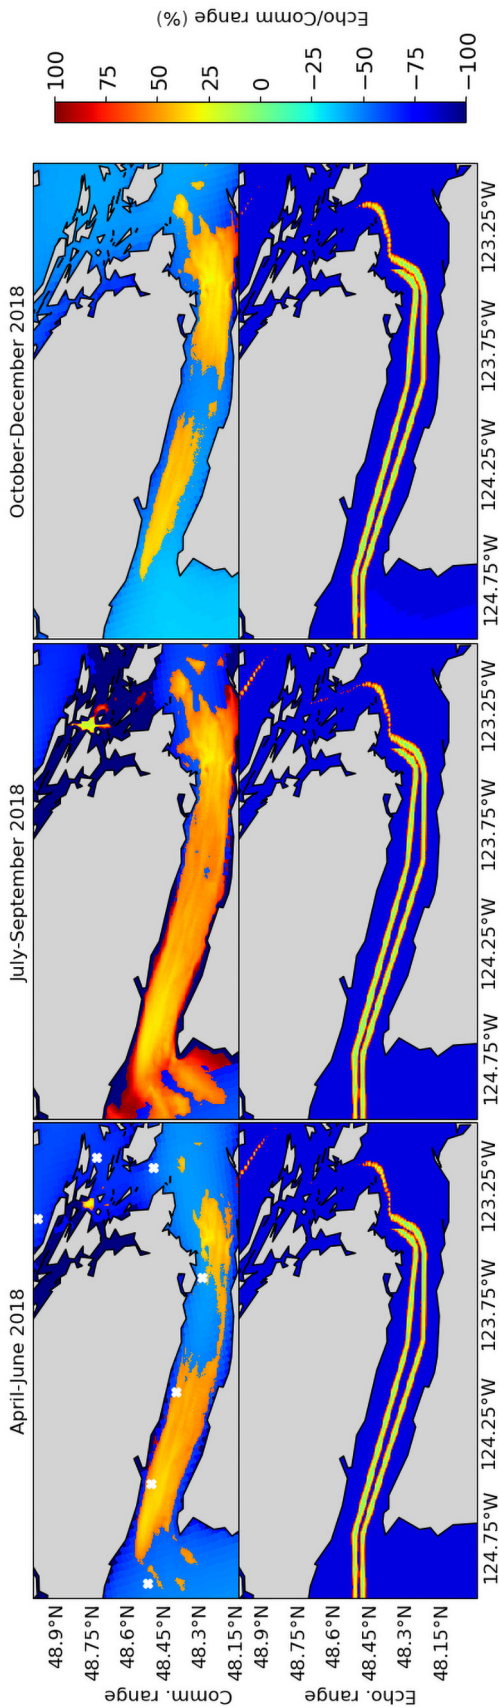 April-June 2018
July-September 2018
October-December 2018
Comm. range
48.9°N
48.75°N
48.6°N
48.45°N
48.3°N
48.15°N
Echo. range
48.9°N
48.75°N
48.6°N
48.45°N
48.3°N
48.15°N
124.75°W
124.25°W
123.75°W
123.25°W
124.75°W
124.25°W
123.75°W
123.25°W
124.75°W
124.25°W
123.75°W
123.25°W
100
75
50
25
0
−25
−50
−75
−100
Echo/Comm range (%)